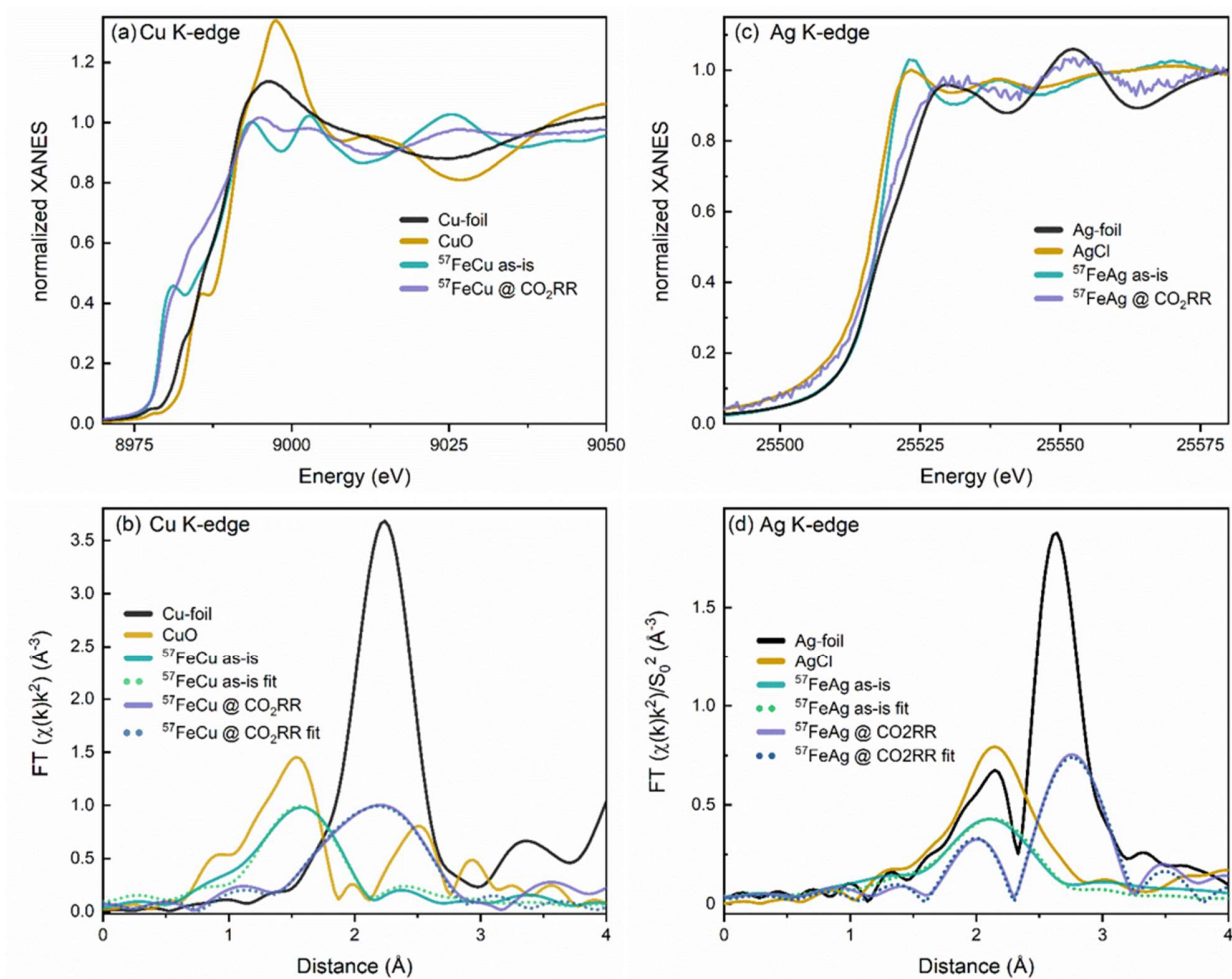 (a) Cu K-edge
normalized XANES
1.2
1.0
0.8
0.6
0.4
0.2
0.0
Cu-foil
CuO
⁵⁷FeCu as-is
⁵⁷FeCu @ CO₂RR
8975
9000
9025
9050
Energy (eV)
(c) Ag K-edge
normalized XANES
1.0
0.8
0.6
0.4
0.2
0.0
Ag-foil
AgCl
⁵⁷FeAg as-is
⁵⁷FeAg @ CO₂RR
25500
25525
25550
25575
Energy (eV)
(b) Cu K-edge
FT (χ(k)k²) (Å⁻³)
3.5
3.0
2.5
2.0
1.5
1.0
0.5
0.0
Cu-foil
CuO
⁵⁷FeCu as-is
⁵⁷FeCu as-is fit
⁵⁷FeCu @ CO₂RR
⁵⁷FeCu @ CO₂RR fit
0
1
2
3
4
Distance (Å)
(d) Ag K-edge
FT (χ(k)k²)/S₀² (Å⁻³)
1.5
1.0
0.5
0
Ag-foil
AgCl
⁵⁷FeAg as-is
⁵⁷FeAg as-is fit
⁵⁷FeAg @ CO2RR
⁵⁷FeAg @ CO2RR fit
0
1
2
3
4
Distance (Å)